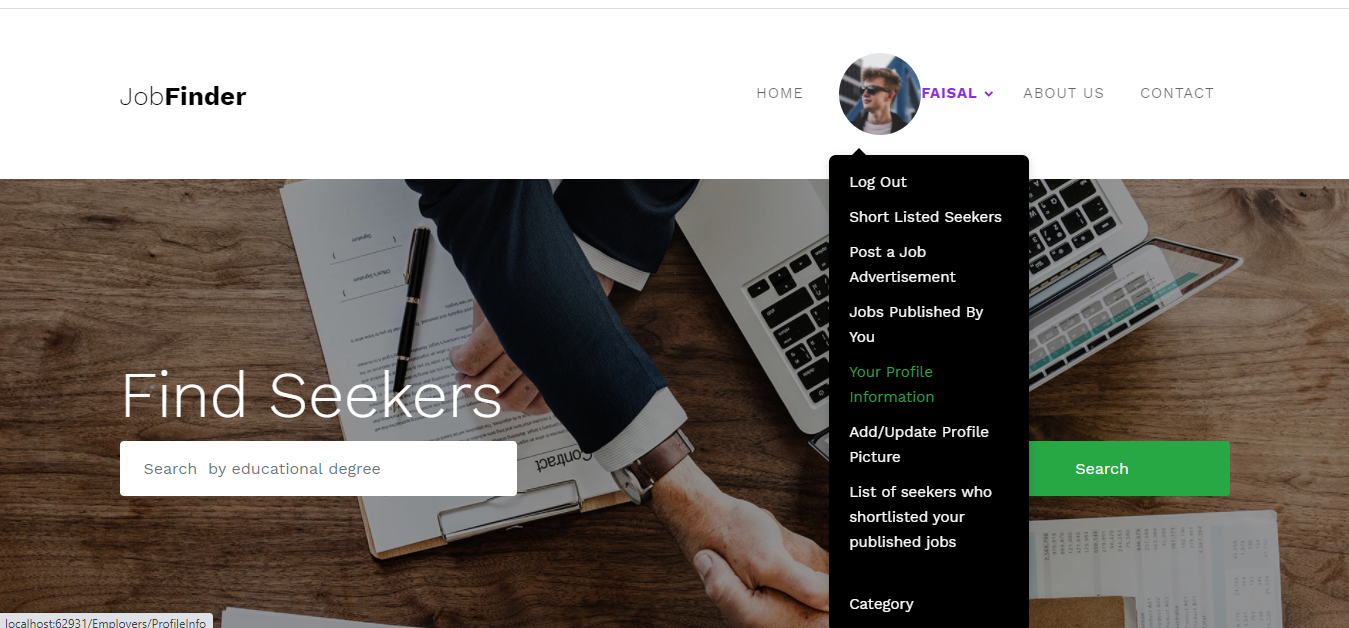 JobFinder
HOME
FAISAL
ABOUT US
CONTACT
Log Out
Short Listed Seekers
Post a Job
Advertisement
Jobs Published By
You
Your Profile
Information
Add/Update Profile
Picture
List of seekers who
shortlisted your
published jobs
Category
Find Seekers
Search by educational degree
Search
Contract
localhost:62931/Employers/ProfileInfo